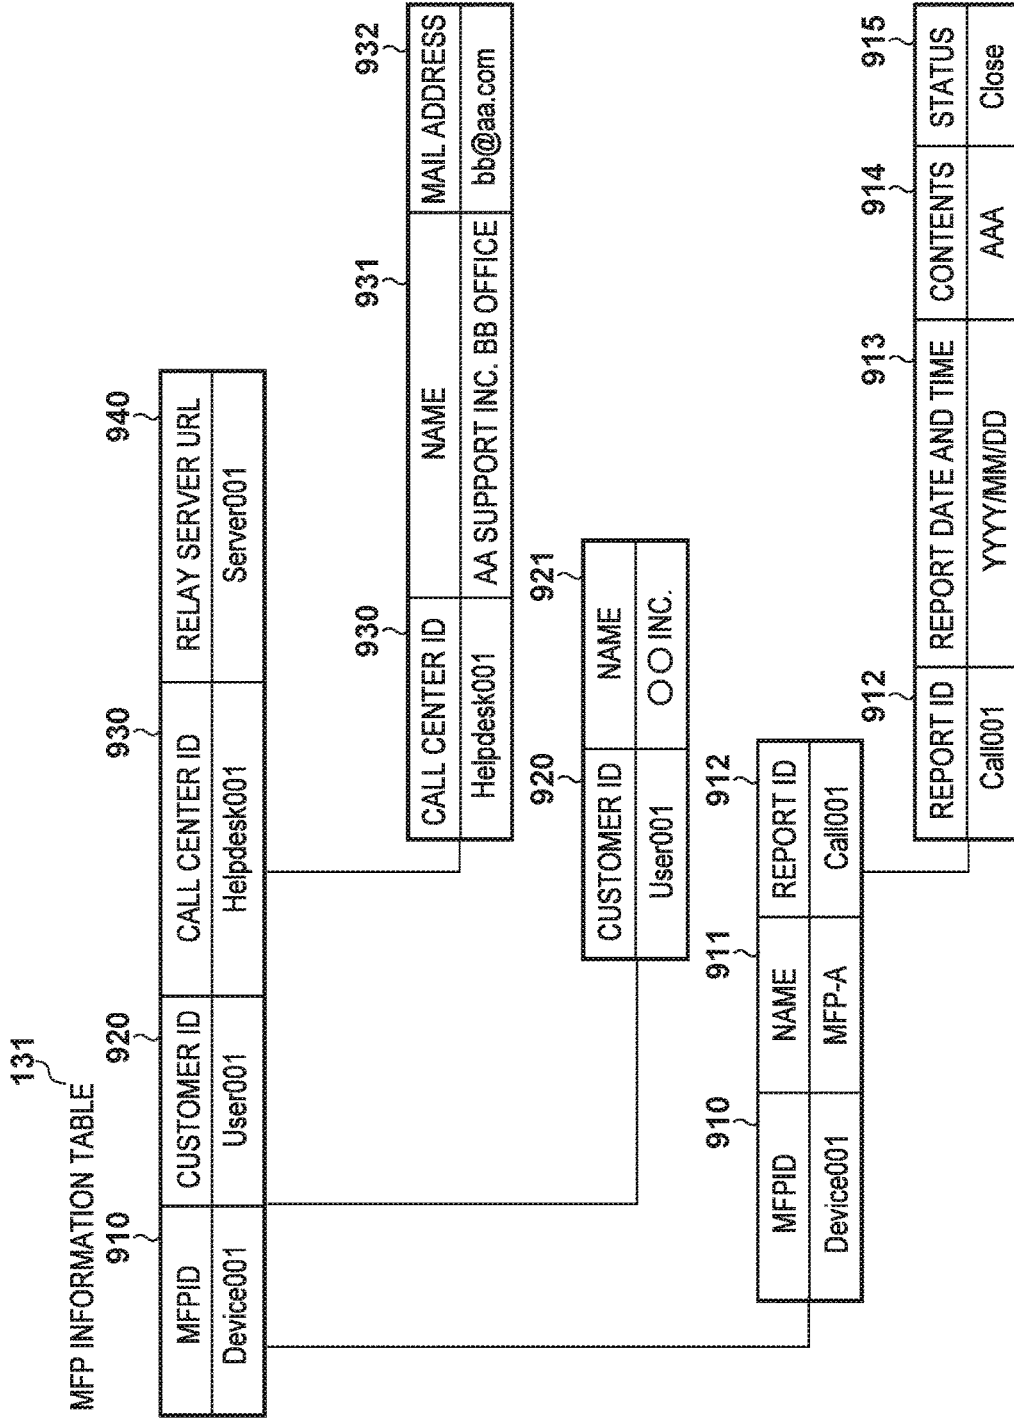 MFP INFORMATION TABLE 131
910 920 930 940
MFPID CUSTOMER ID CALL CENTER ID RELAY SERVER URL
Device001 User001 Helpdesk001 Server001
930 931 932
CALL CENTER ID NAME MAIL ADDRESS
Helpdesk001 AA SUPPORT INC. BB OFFICE bb@aa.com
920 921
CUSTOMER ID NAME
User001 ○○ INC.
910 911 912
MFPID NAME REPORT ID
Device001 MFP-A Call001
912 913 914 915
REPORT ID REPORT DATE AND TIME CONTENTS STATUS
Call001 YYYY/MM/DD AAA Close